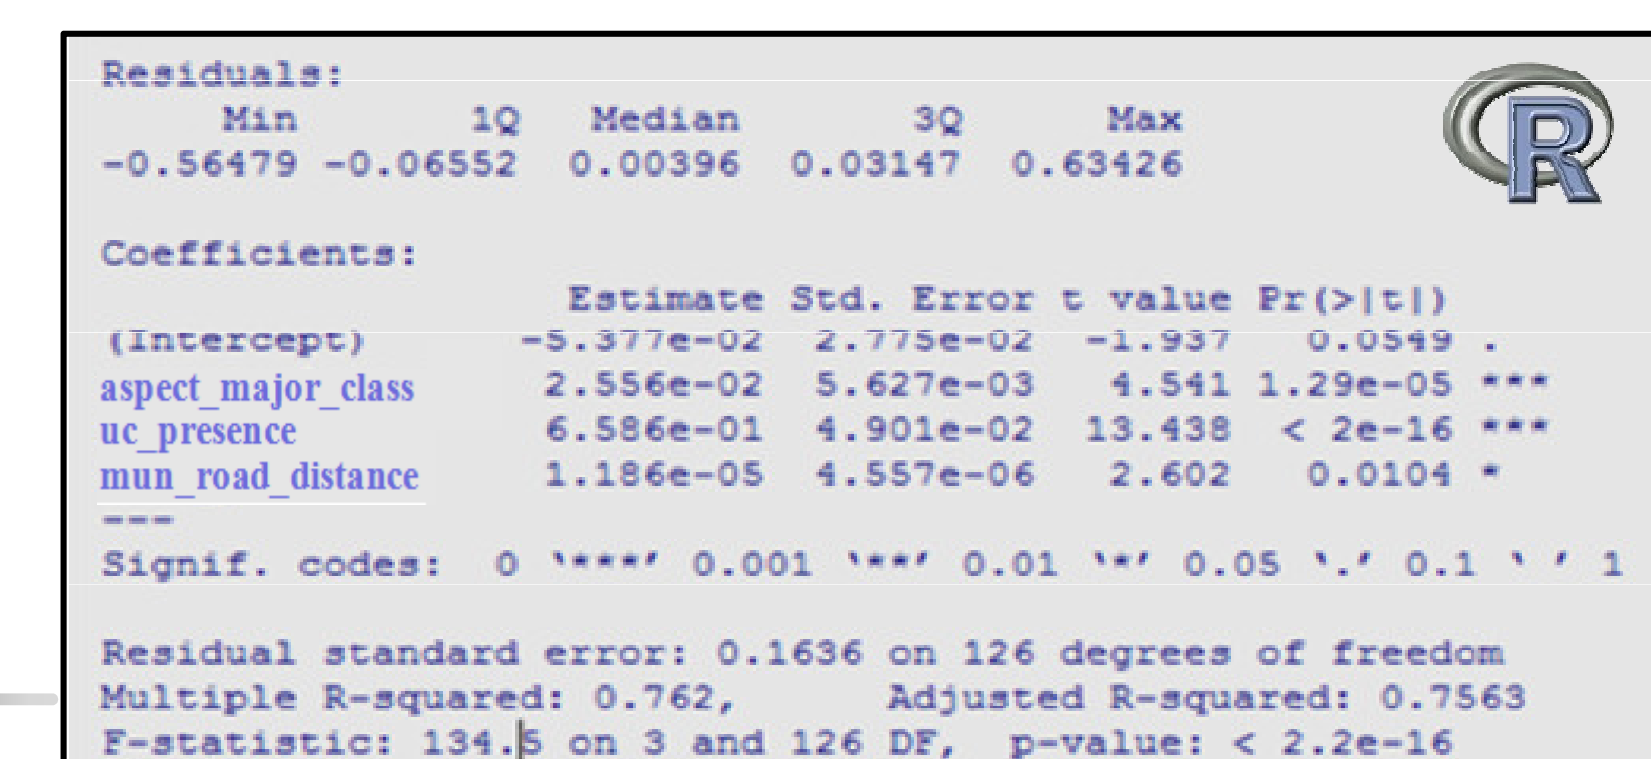 Residuals:
Min 1Q Median 3Q Max
-0.56479 -0.06552 0.00396 0.03147 0.63426
R
Coefficients:
Estimate Std. Error t value Pr(>|t|)
(Intercept) -5.377e-02 2.775e-02 -1.937 0.0549 .
aspect_major_class 2.556e-02 5.627e-03 4.541 1.29e-05 ***
uc_presence 6.586e-01 4.901e-02 13.438 < 2e-16 ***
mun_road_distance 1.186e-05 4.557e-06 2.602 0.0104 *
---
Signif. codes: 0 '***' 0.001 '**' 0.01 '*' 0.05 '.' 0.1 ' ' 1
Residual standard error: 0.1636 on 126 degrees of freedom
Multiple R-squared: 0.762, Adjusted R-squared: 0.7563
F-statistic: 134.5 on 3 and 126 DF, p-value: < 2.2e-16